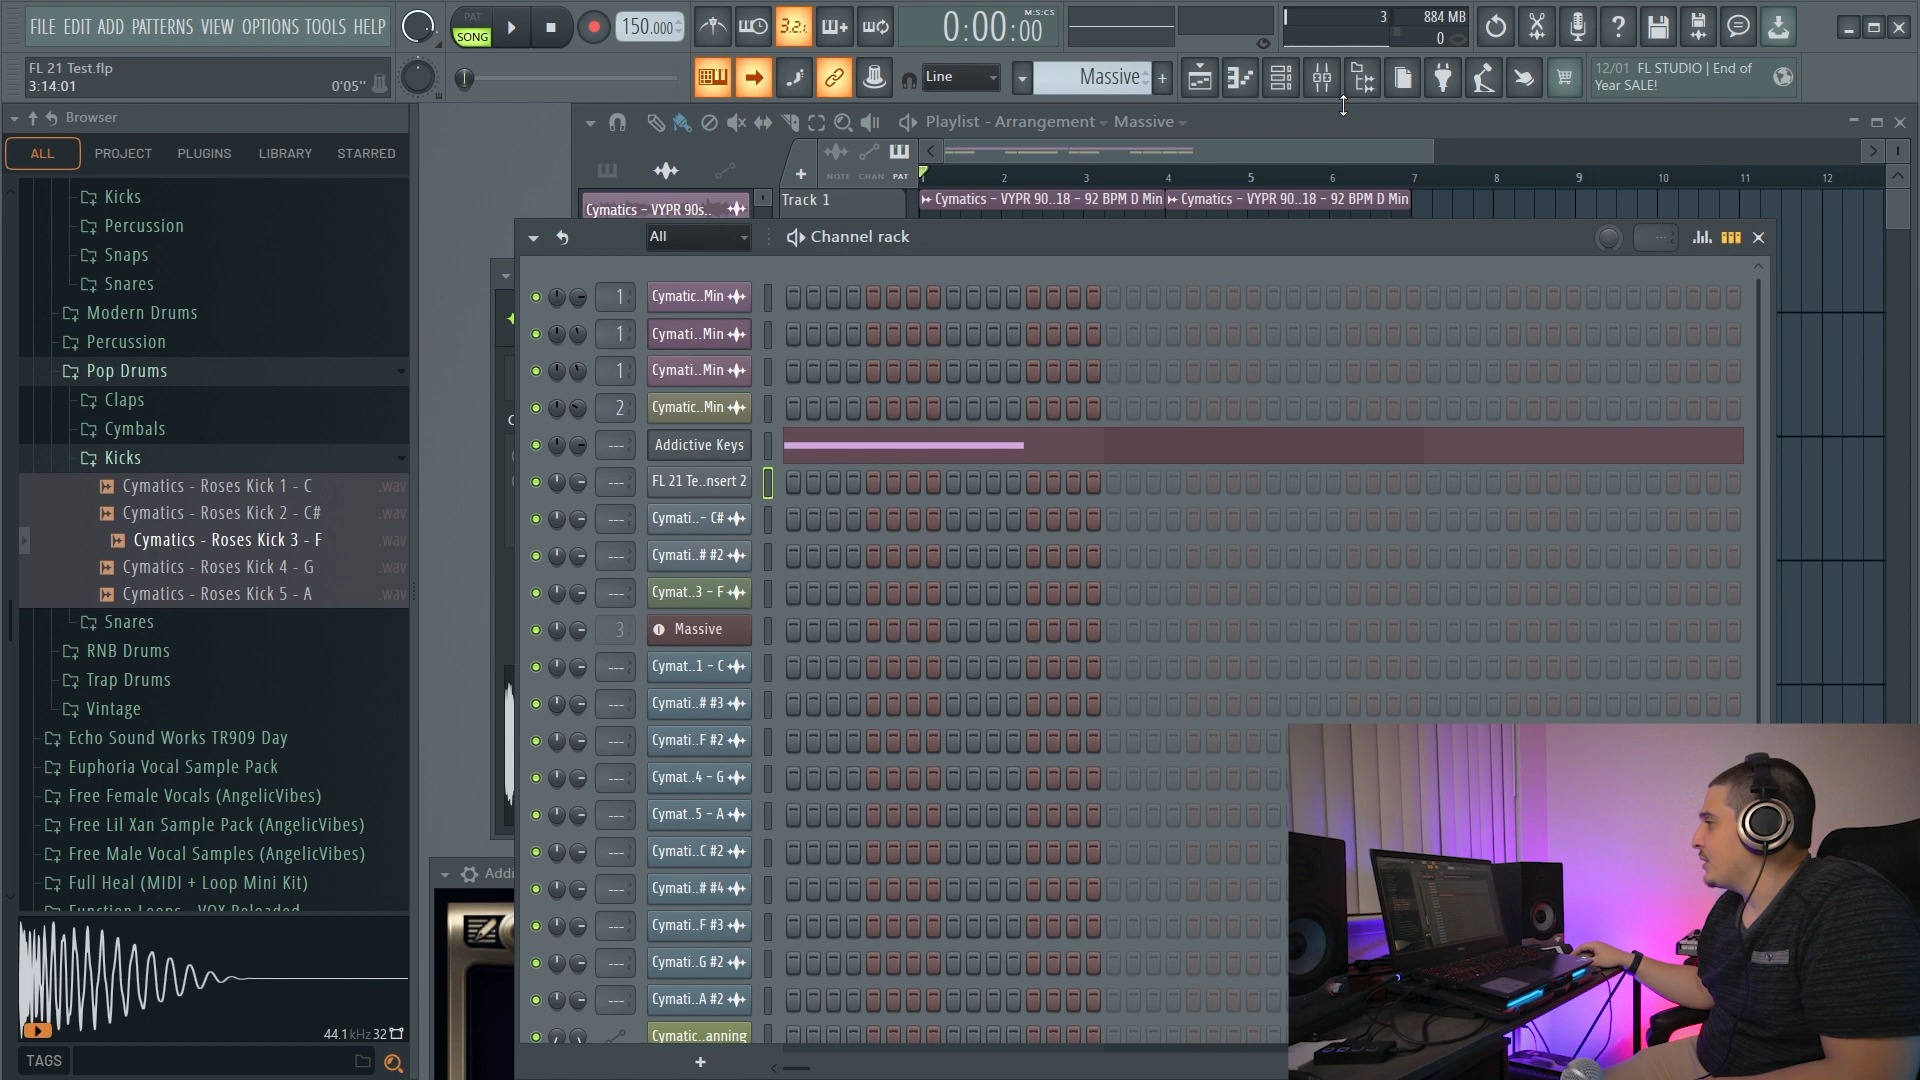 FILE EDIT ADD PATTERNS VIEW OPTIONS TOOLS HELP
PAT
SONG
150.000
3.2.
0:00:00
M:S:CS
3
884 MB
0
FL 21 Test.flp
3:14:01
0'05"
Line
Massive
12/01 FL STUDIO | End of
Year SALE!
Browser
ALL
PROJECT
PLUGINS
LIBRARY
STARRED
Kicks
Percussion
Snaps
Snares
Modern Drums
Percussion
Pop Drums
Claps
Cymbals
Kicks
Cymatics - Roses Kick 1 - C .wav
Cymatics - Roses Kick 2 - C# .wav
Cymatics - Roses Kick 3 - F .wav
Cymatics - Roses Kick 4 - G .wav
Cymatics - Roses Kick 5 - A .wav
Snares
RNB Drums
Trap Drums
Vintage
Echo Sound Works TR909 Day
Euphoria Vocal Sample Pack
Free Female Vocals (AngelicVibes)
Free Lil Xan Sample Pack (AngelicVibes)
Free Male Vocal Samples (AngelicVibes)
Full Heal (MIDI + Loop Mini Kit)
Function Loops - VOX Reloaded
44.1kHz 32
TAGS
Playlist - Arrangement
Massive
NOTE CHAN PAT
2 3 4 5 6 7 8 9 10 11 12
Cymatics - VYPR 90s..
Track 1
Cymatics - VYPR 90..18 - 92 BPM D Min
Cymatics - VYPR 90..18 - 92 BPM D Min
All
Channel rack
1 Cymatic..Min
1 Cymati..Min
1 Cymati..Min
2 Cymatic..Min
--- Addictive Keys
--- FL 21 Te..nsert 2
--- Cymati..- C#
--- Cymati..# #2
--- Cymat..3 - F
3 Massive
--- Cymat..1 - C
--- Cymati..# #3
--- Cymati..F #2
--- Cymat..4 - G
--- Cymat..5 - A
--- Cymati..C #2
--- Cymati..# #4
--- Cymati..F #3
--- Cymati..G #2
--- Cymati..A #2
Cymatic..anning
Addi